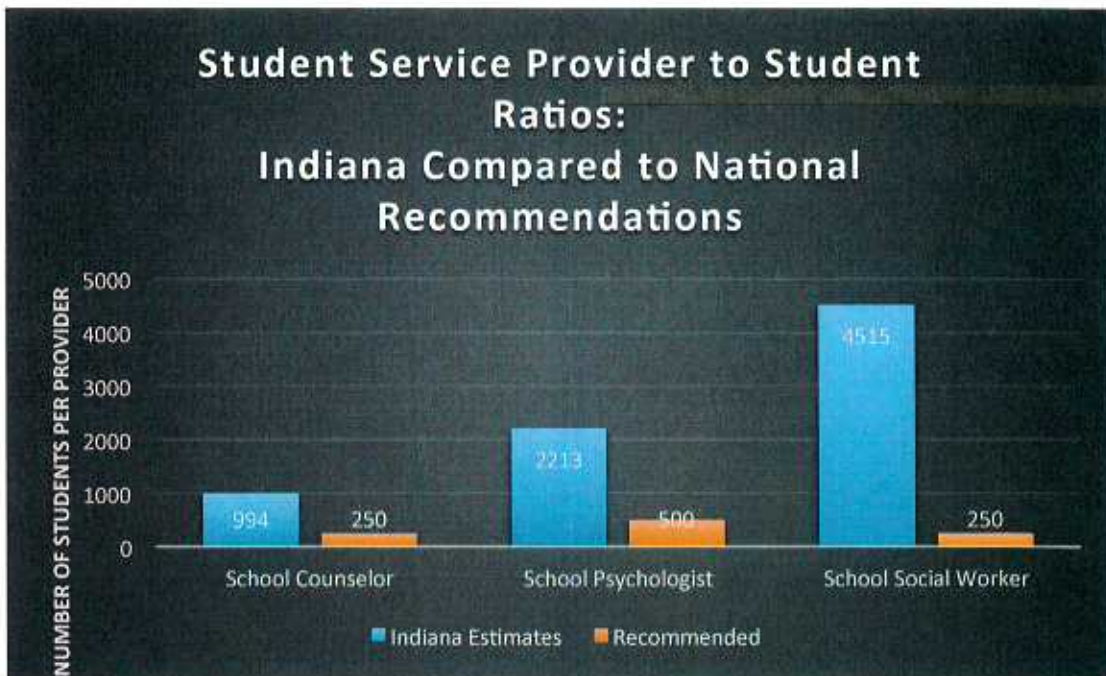 Student Service Provider to Student
Ratios:
Indiana Compared to National
Recommendations
NUMBER OF STUDENTS PER PROVIDER
5000
4000
3000
2000
1000
0
994
250
2213
500
4515
250
School Counselor
School Psychologist
School Social Worker
Indiana Estimates
Recommended